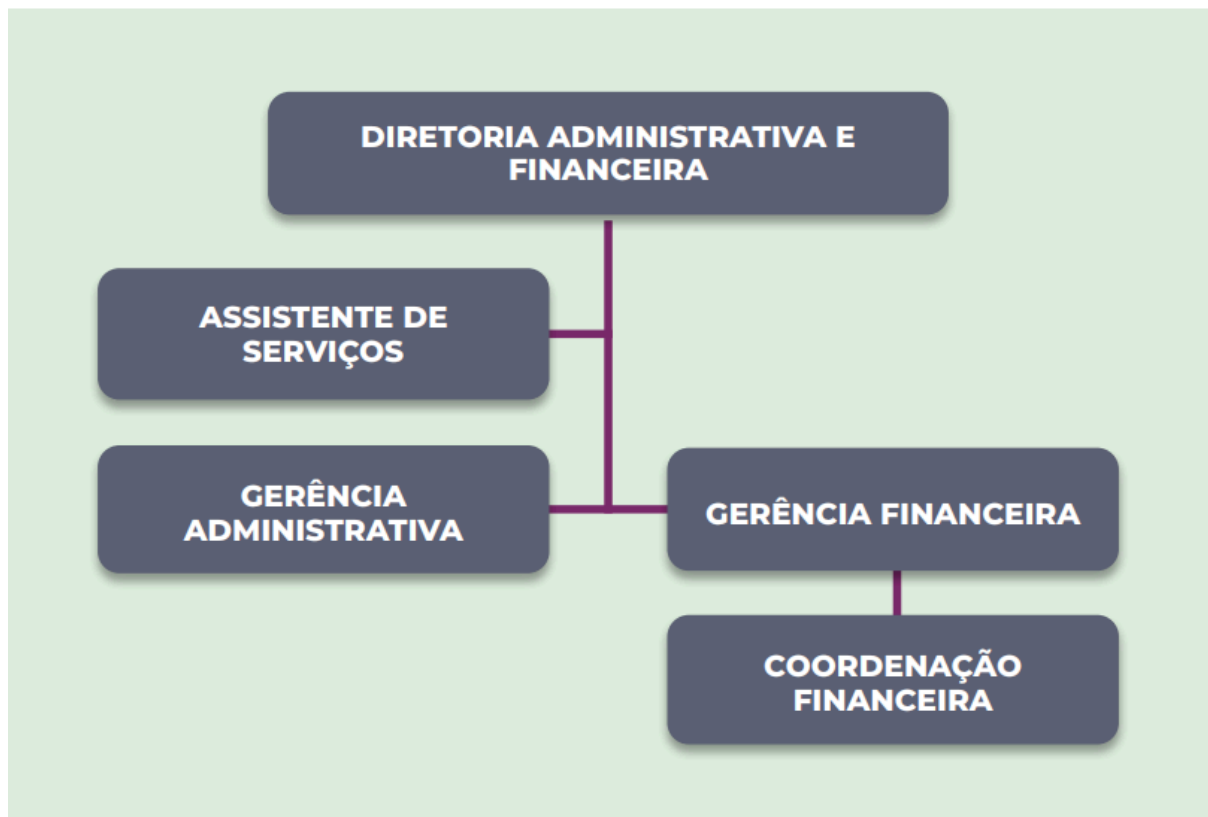 DIRETORIA ADMINISTRATIVA E
FINANCEIRA
ASSISTENTE DE
SERVIÇOS
GERÊNCIA
ADMINISTRATIVA
GERÊNCIA FINANCEIRA
COORDENAÇÃO
FINANCEIRA